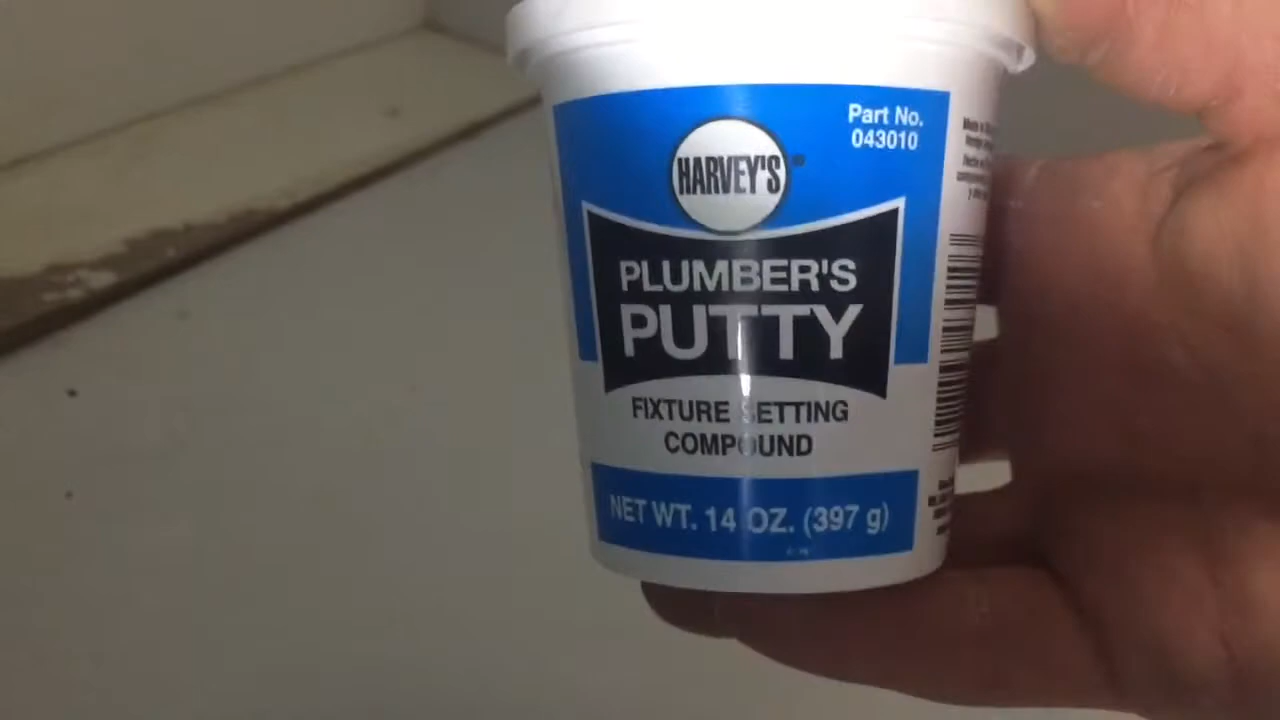 Part No.
043010
HARVEY'S
PLUMBER'S
PUTTY
FIXTURE SETTING
COMPOUND
NET WT. 14 OZ. (397 g)